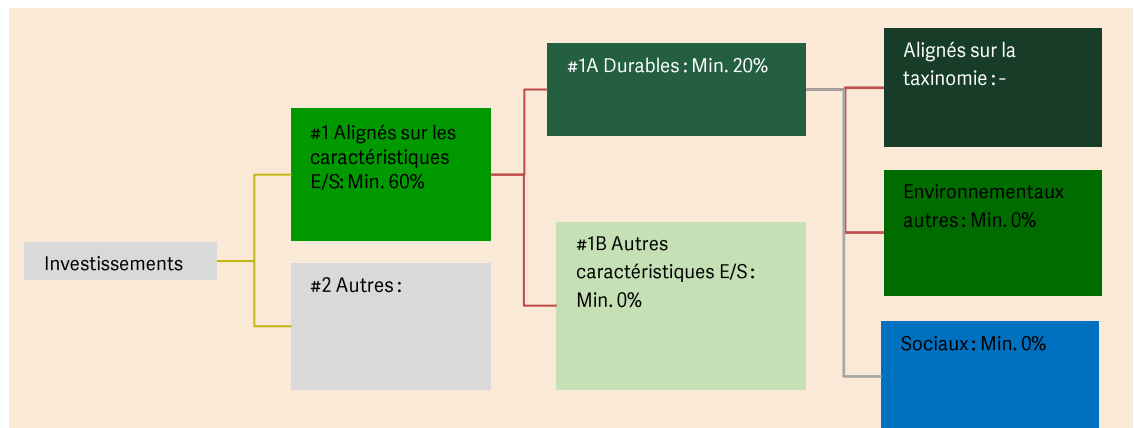 Investissements
#1 Alignés sur les
caractéristiques
E/S: Min. 60%
#2 Autres :
#1A Durables : Min. 20%
#1B Autres
caractéristiques E/S :
Min. 0%
Alignés sur la
taxinomie : -
Environnementaux
autres : Min. 0%
Sociaux : Min. 0%